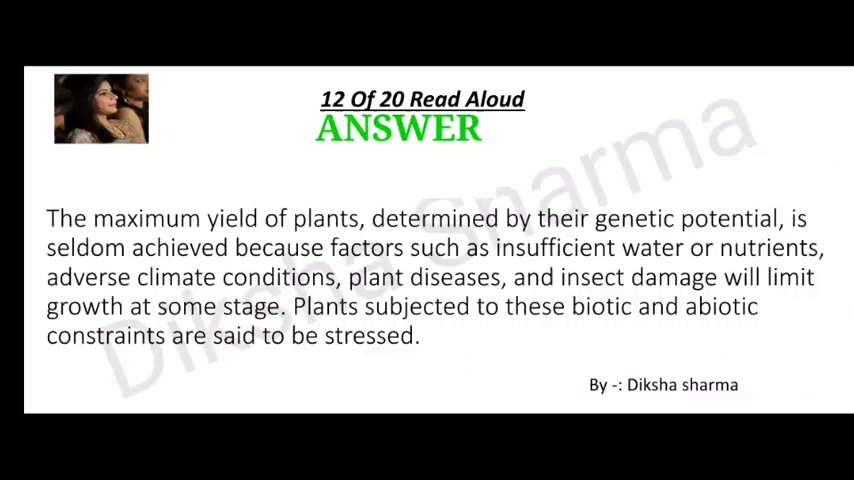 12 Of 20 Read Aloud
ANSWER
The maximum yield of plants, determined by their genetic potential, is
seldom achieved because factors such as insufficient water or nutrients,
adverse climate conditions, plant diseases, and insect damage will limit
growth at some stage. Plants subjected to these biotic and abiotic
constraints are said to be stressed.
By -: Diksha sharma
Diksha Sharma